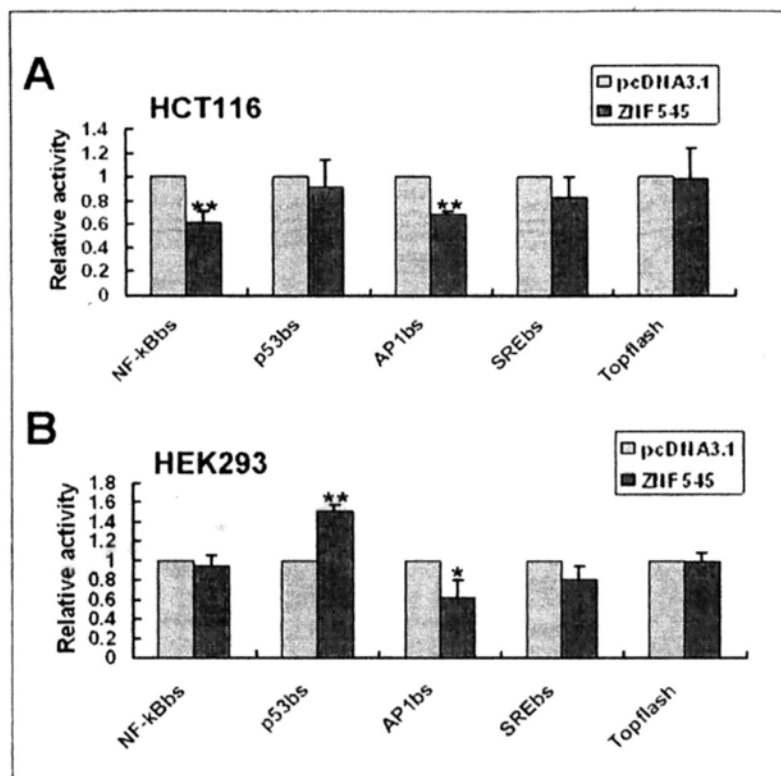 A
HCT116
pcDNA3.1
ZNF545
Relative activity
1.4
1.2
1
0.8
0.6
0.4
0.2
0
**
**
NF-kBbs
p53bs
AP1bs
SREbs
Topflash
B
HEK293
pcDNA3.1
ZNF545
Relative activity
1.8
1.6
1.4
1.2
1
0.8
0.6
0.4
0.2
0
**
*
NF-kBbs
p53bs
AP1bs
SREbs
Topflash